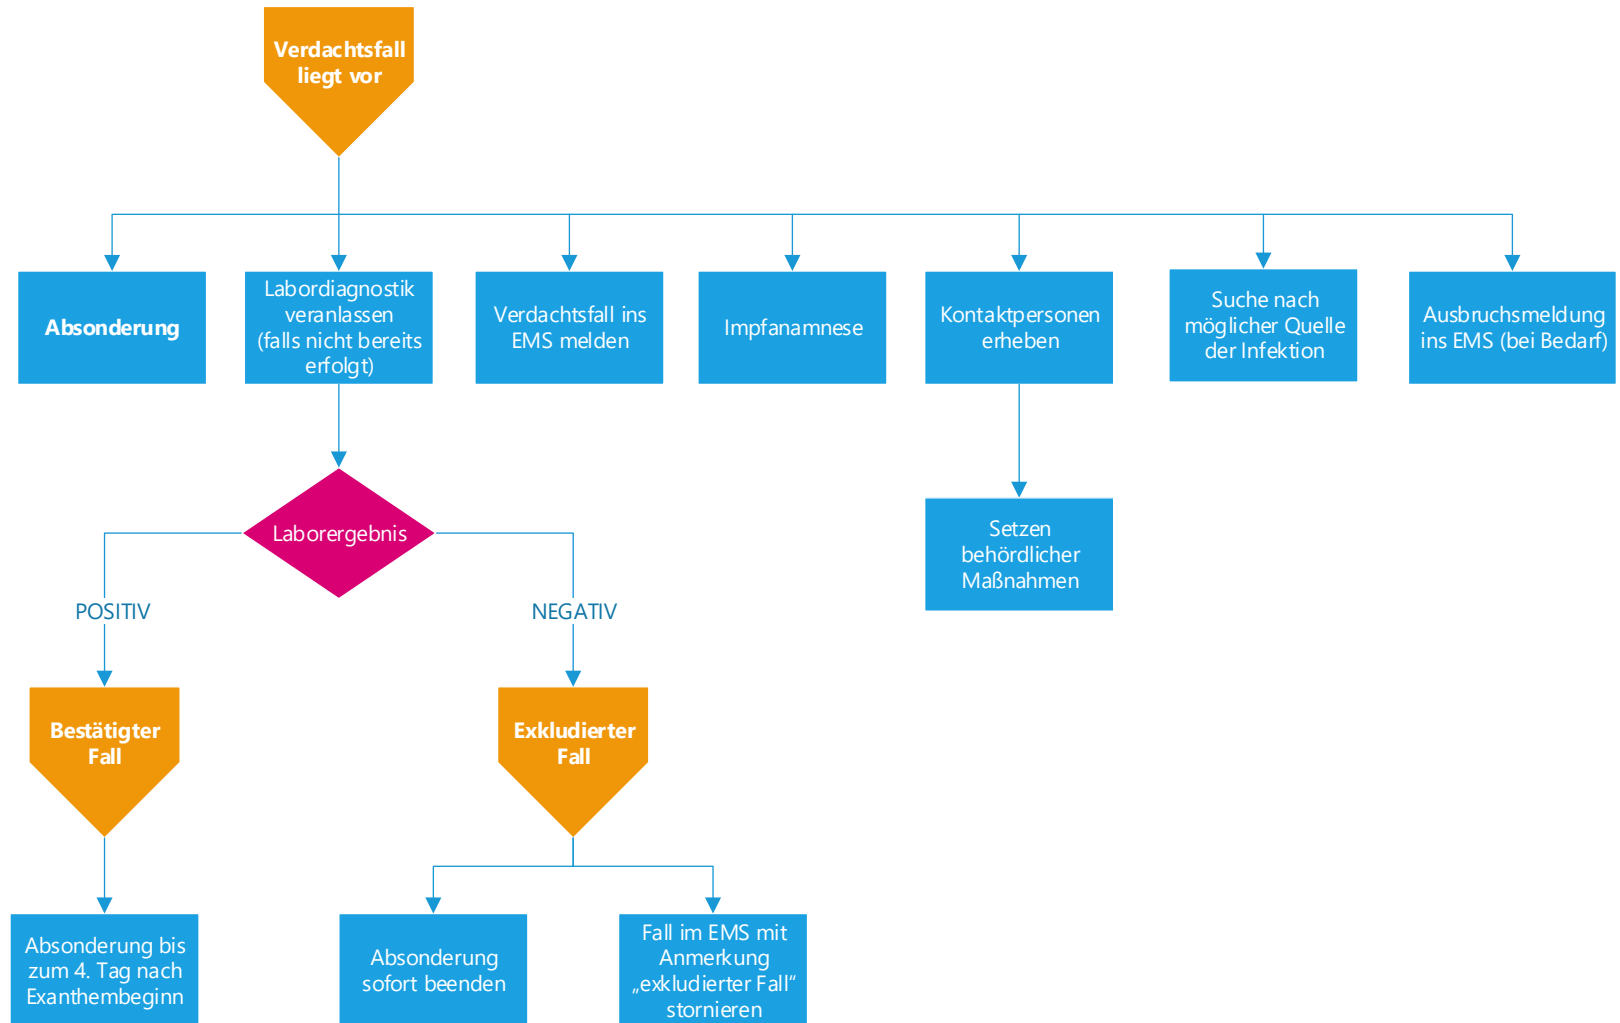 Verdachtsfall
liegt vor
Absonderung
Labordiagnostik
veranlassen
(falls nicht bereits
erfolgt)
Verdachtsfall ins
EMS melden
Impfanamnese
Kontaktpersonen
erheben
Suche nach
möglicher Quelle
der Infektion
Ausbruchsmeldung
ins EMS (bei Bedarf)
Laborergebnis
Setzen
behördlicher
Maßnahmen
POSITIV
NEGATIV
Bestätigter
Fall
Exkludierter
Fall
Absonderung bis
zum 4. Tag nach
Exanthembeginn
Absonderung
sofort beenden
Fall im EMS mit
Anmerkung
„exkludierter Fall“
stornieren